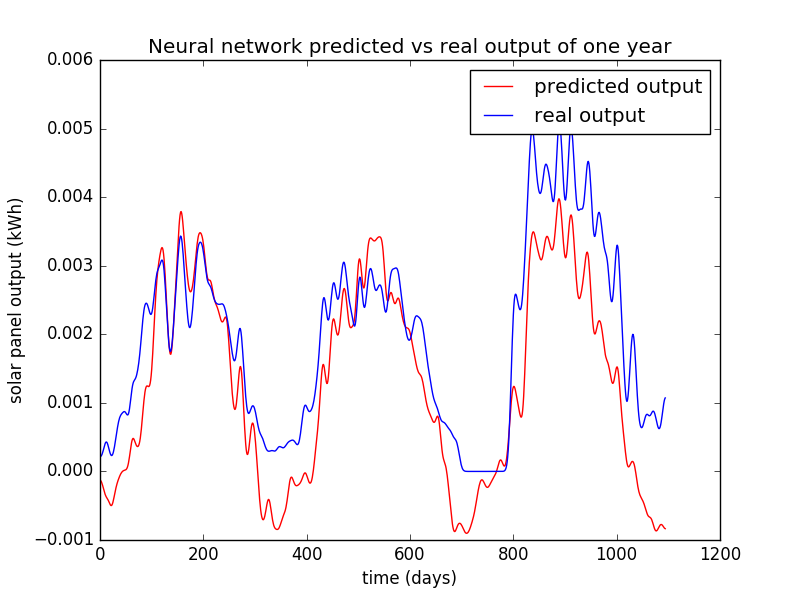 Neural network predicted vs real output of one year
predicted output
real output
solar panel output (kWh)
0.006
0.005
0.004
0.003
0.002
0.001
0.000
−0.001
0 200 400 600 800 1000 1200
time (days)